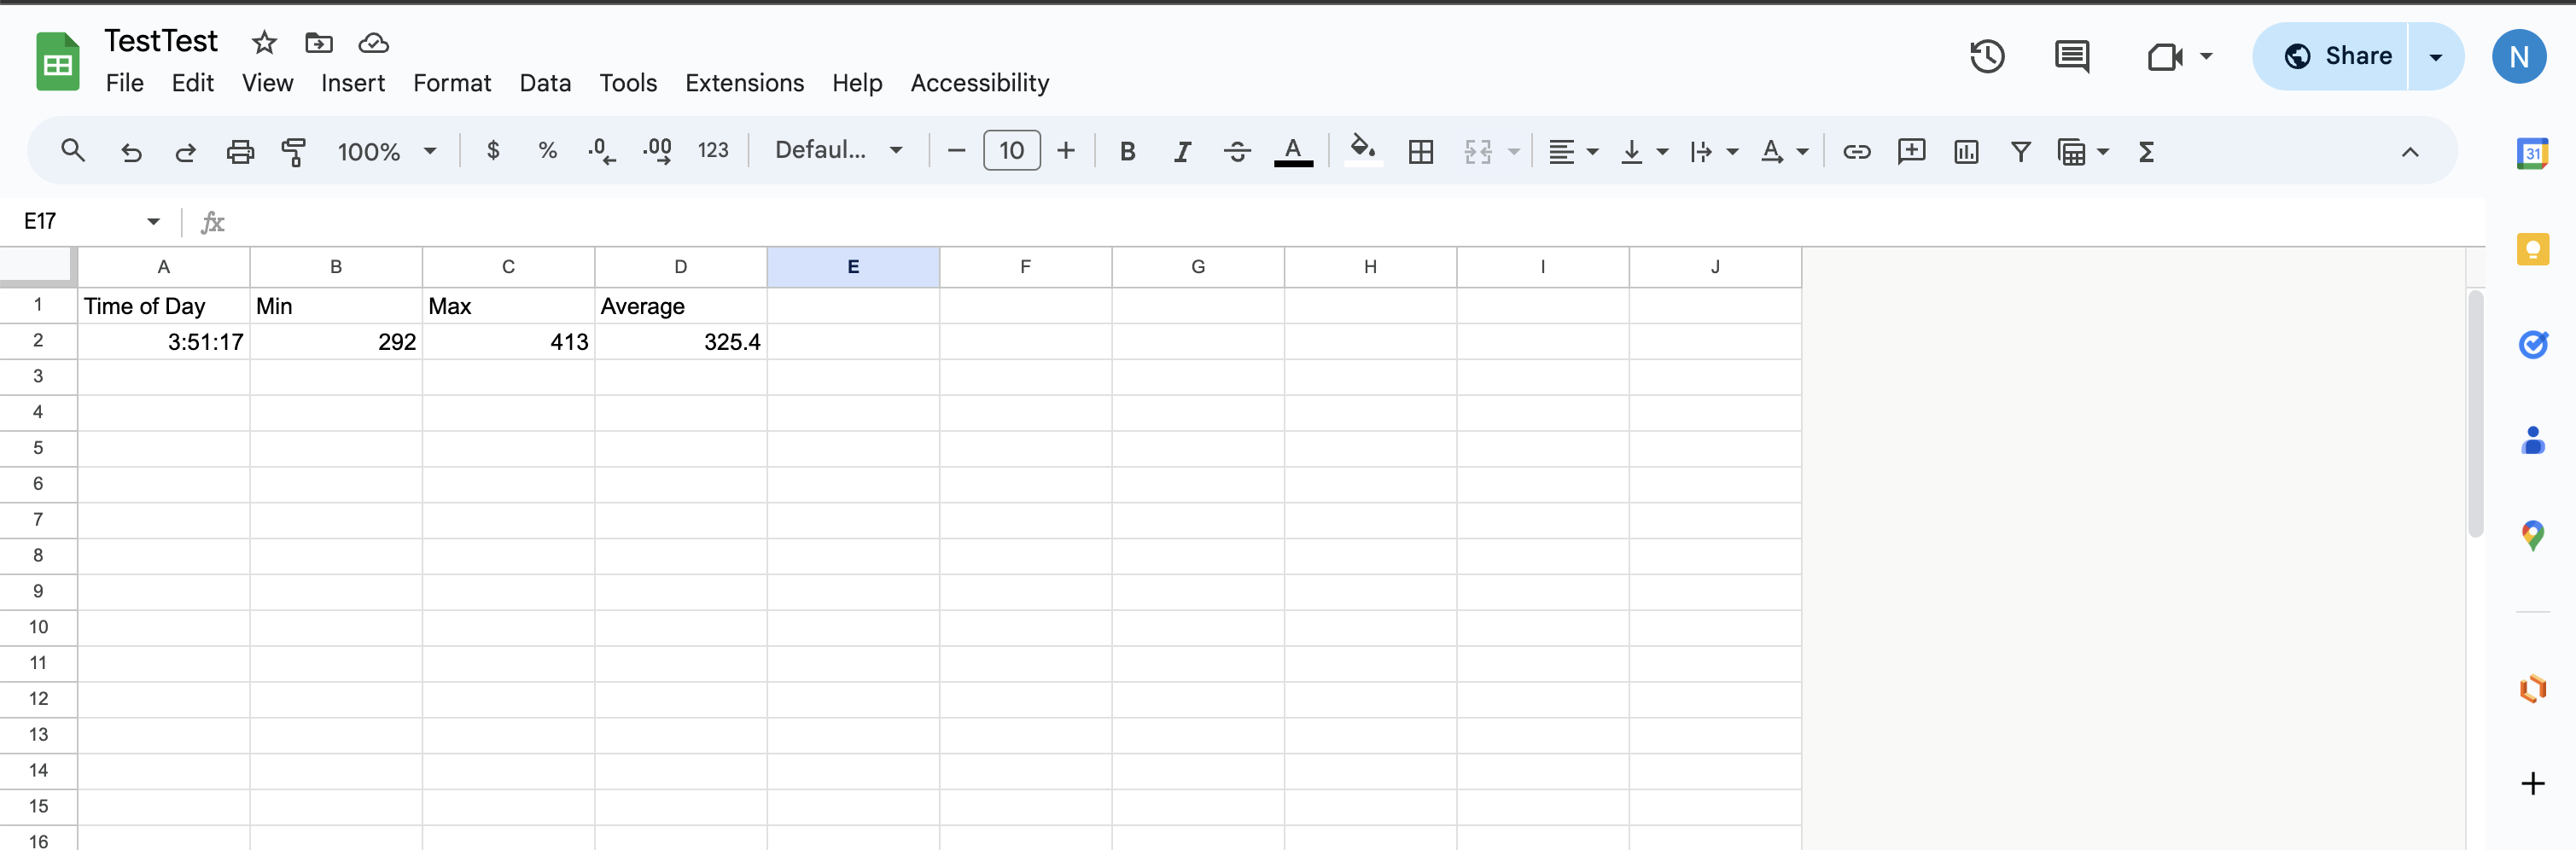 TestTest
File Edit View Insert Format Data Tools Extensions Help Accessibility
Share
N
100% $ % .0 .00 123 Defaul... 10 B I A A Σ
31
E17 fx
A B C D E F G H I J
1 Time of Day Min Max Average
2 3:51:17 292 413 325.4
3
4
5
6
7
8
9
10
11
12
13
14
15
16